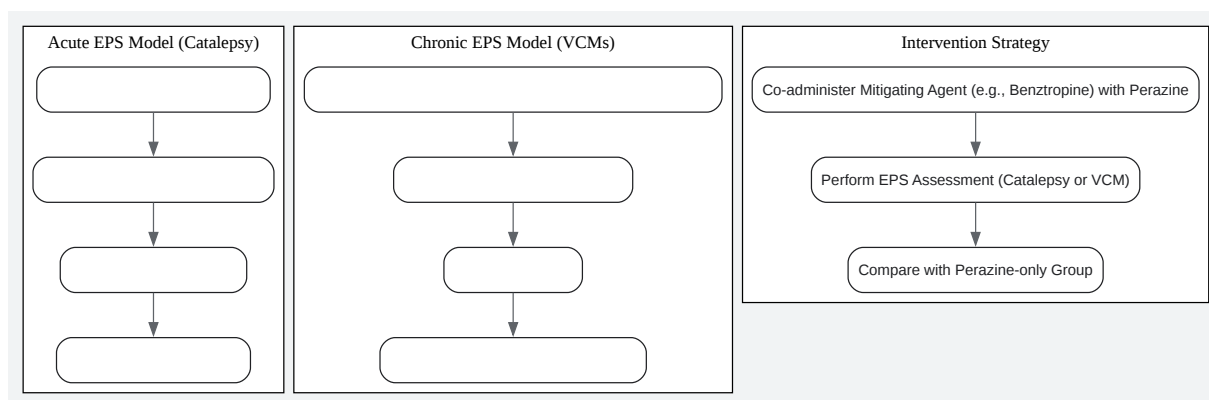 Acute EPS Model (Catalepsy)
Chronic EPS Model (VCMs)
Intervention Strategy
Co-administer Mitigating Agent (e.g., Benztropine) with Perazine
Perform EPS Assessment (Catalepsy or VCM)
Compare with Perazine-only Group